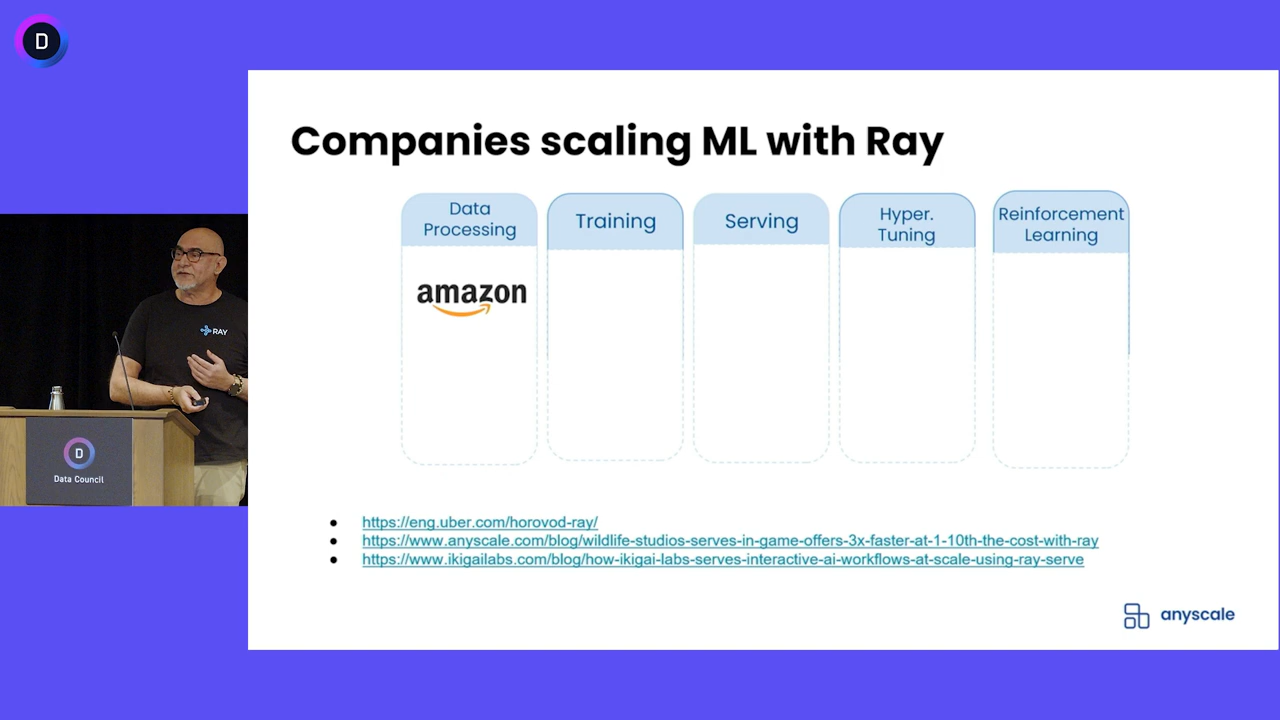 D
Companies scaling ML with Ray
Data
Processing
Training
Serving
Hyper.
Tuning
Reinforcement
Learning
amazon
RAY
D
Data Council
https://eng.uber.com/horovod-ray/
https://www.anyscale.com/blog/wildlife-studios-serves-in-game-offers-3x-faster-at-1-10th-the-cost-with-ray
https://www.ikigailabs.com/blog/how-ikigai-labs-serves-interactive-ai-workflows-at-scale-using-ray-serve
anyscale